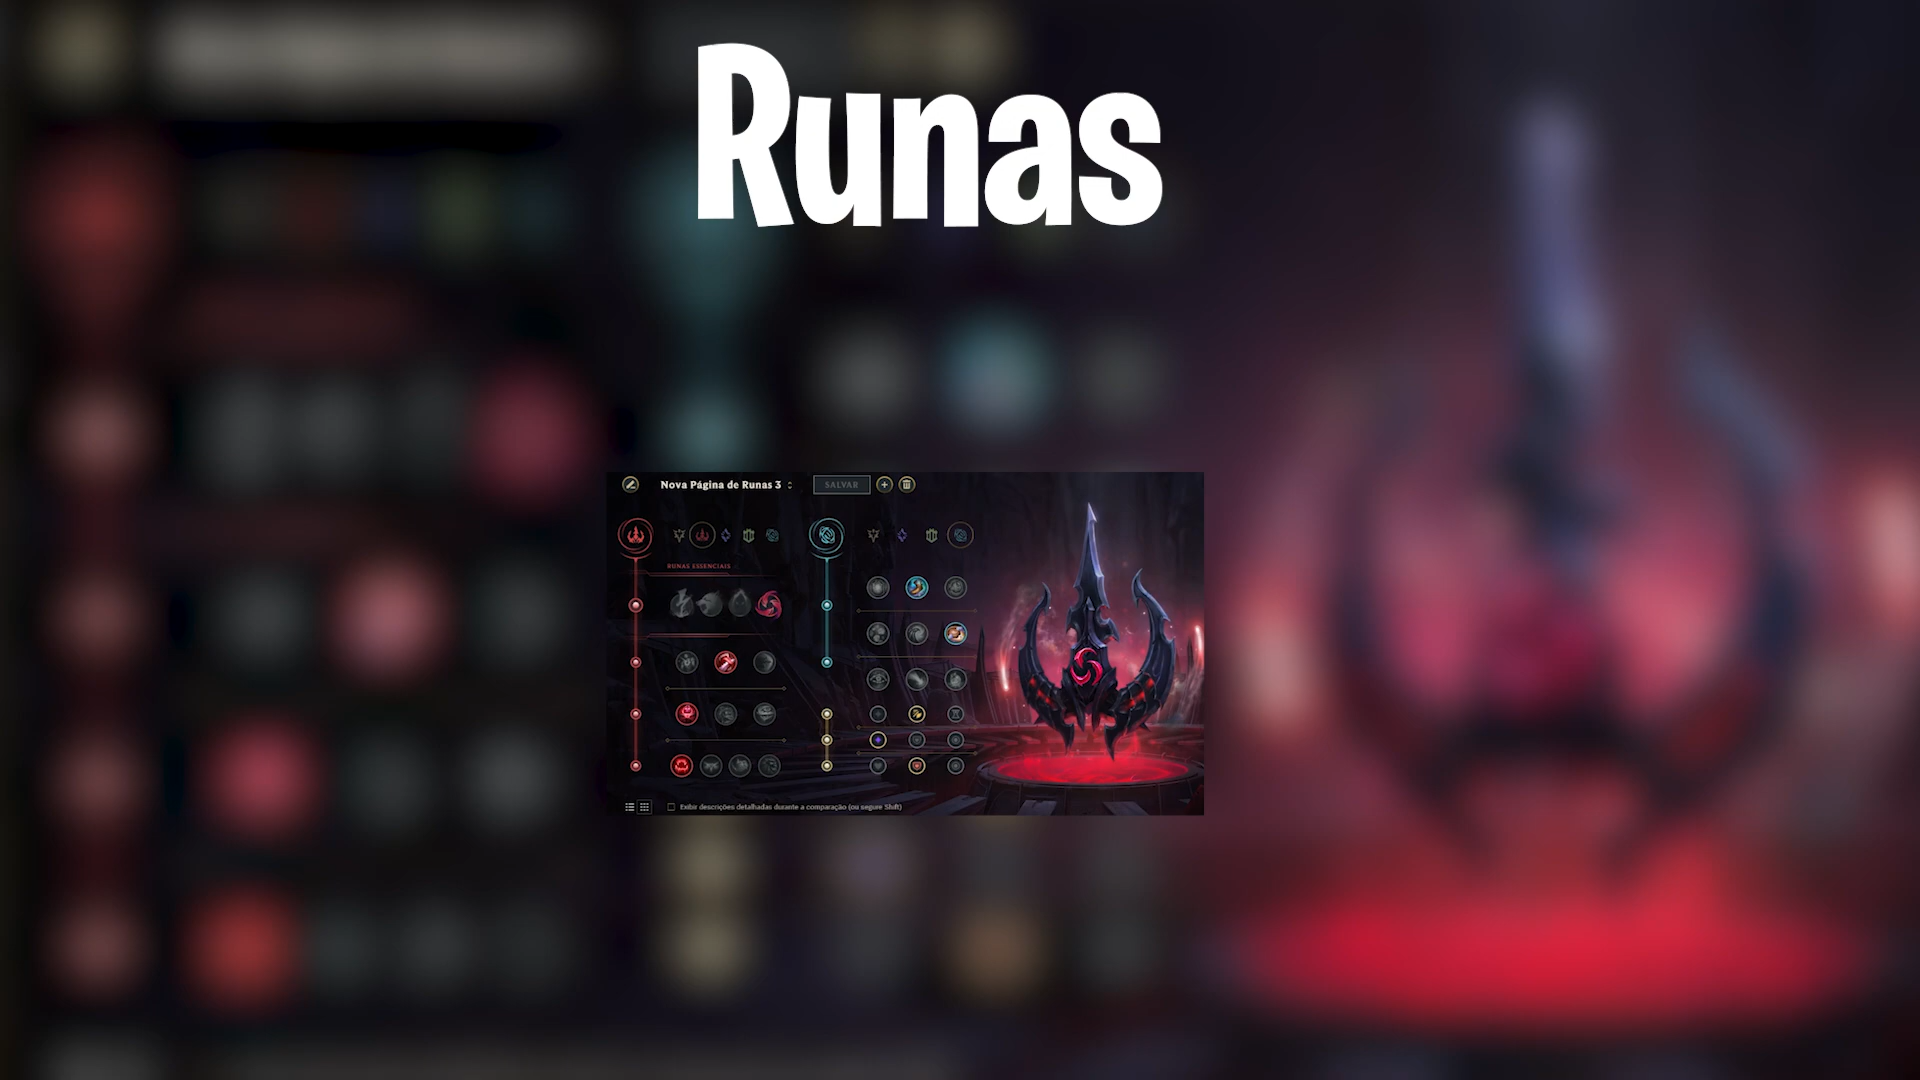 Runas
Nova Página de Runas 3
SALVAR
RUNAS ESSENCIAIS
Exibir descrições detalhadas durante a comparação (ou segure Shift)